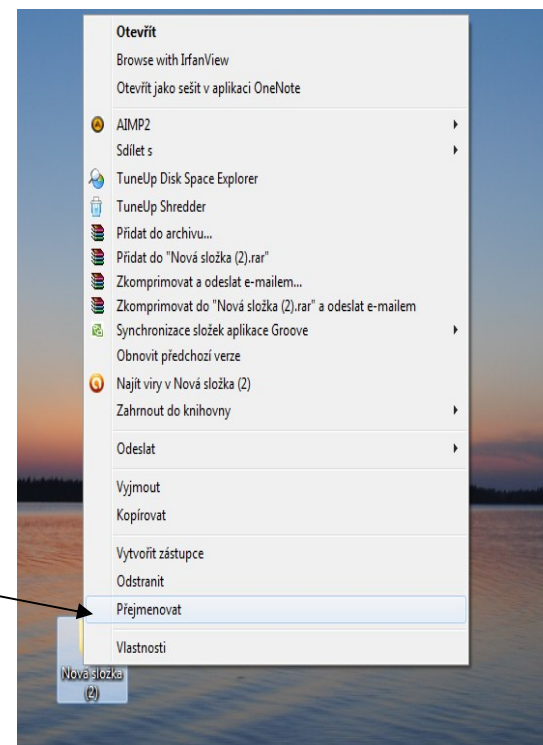 Otevřít
Browse with IrfanView
Otevřít jako sešit v aplikaci OneNote
AIMP2
Sdílet s
TuneUp Disk Space Explorer
TuneUp Shredder
Přidat do archivu...
Přidat do "Nová složka (2).rar"
Zkomprimovat a odeslat e-mailem...
Zkomprimovat do "Nová složka (2).rar" a odeslat e-mailem
Synchronizace složek aplikace Groove
Obnovit předchozí verze
Najít viry v Nová složka (2)
Zahrnout do knihovny
Odeslat
Vyjmout
Kopírovat
Vytvořit zástupce
Odstranit
Přejmenovat
Vlastnosti
Nová složka
(2)